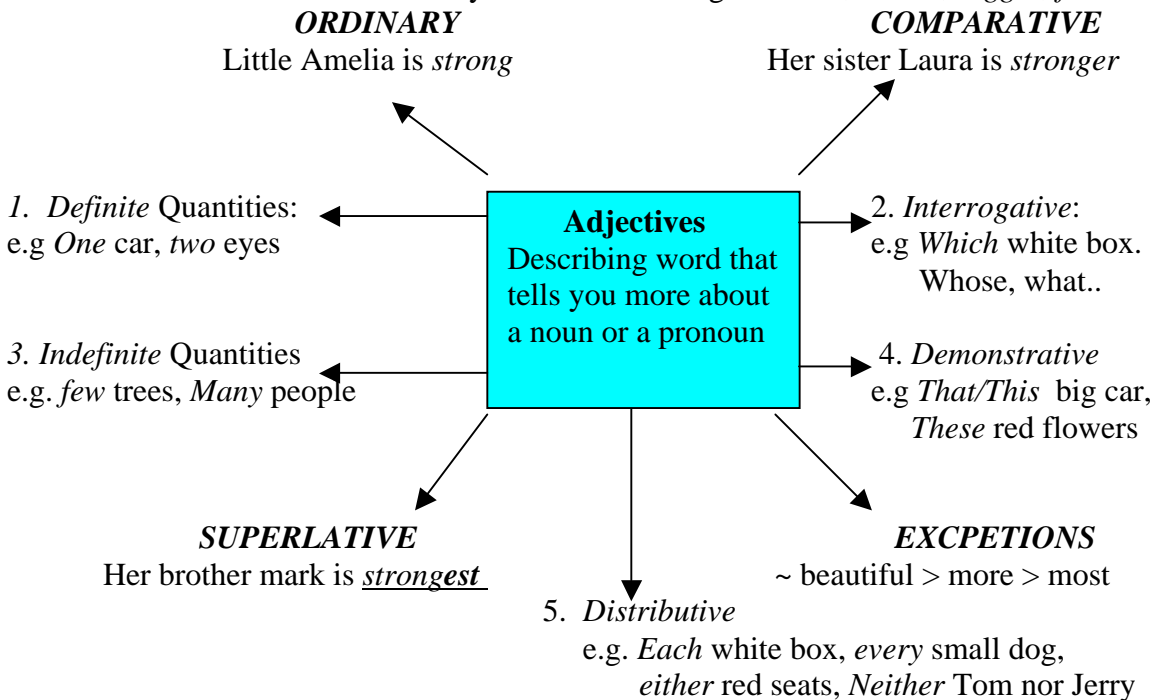 ORDINARY
Little Amelia is strong
COMPARATIVE
Her sister Laura is stronger
1. Definite Quantities:
e.g One car, two eyes
Adjectives
Describing word that
tells you more about
a noun or a pronoun
2. Interrogative:
e.g Which white box.
Whose, what..
3. Indefinite Quantities
e.g. few trees, Many people
4. Demonstrative
e.g That/This big car,
These red flowers
SUPERLATIVE
Her brother mark is strongest
EXCPETIONS
~ beautiful > more > most
5. Distributive
e.g. Each white box, every small dog,
either red seats, Neither Tom nor Jerry